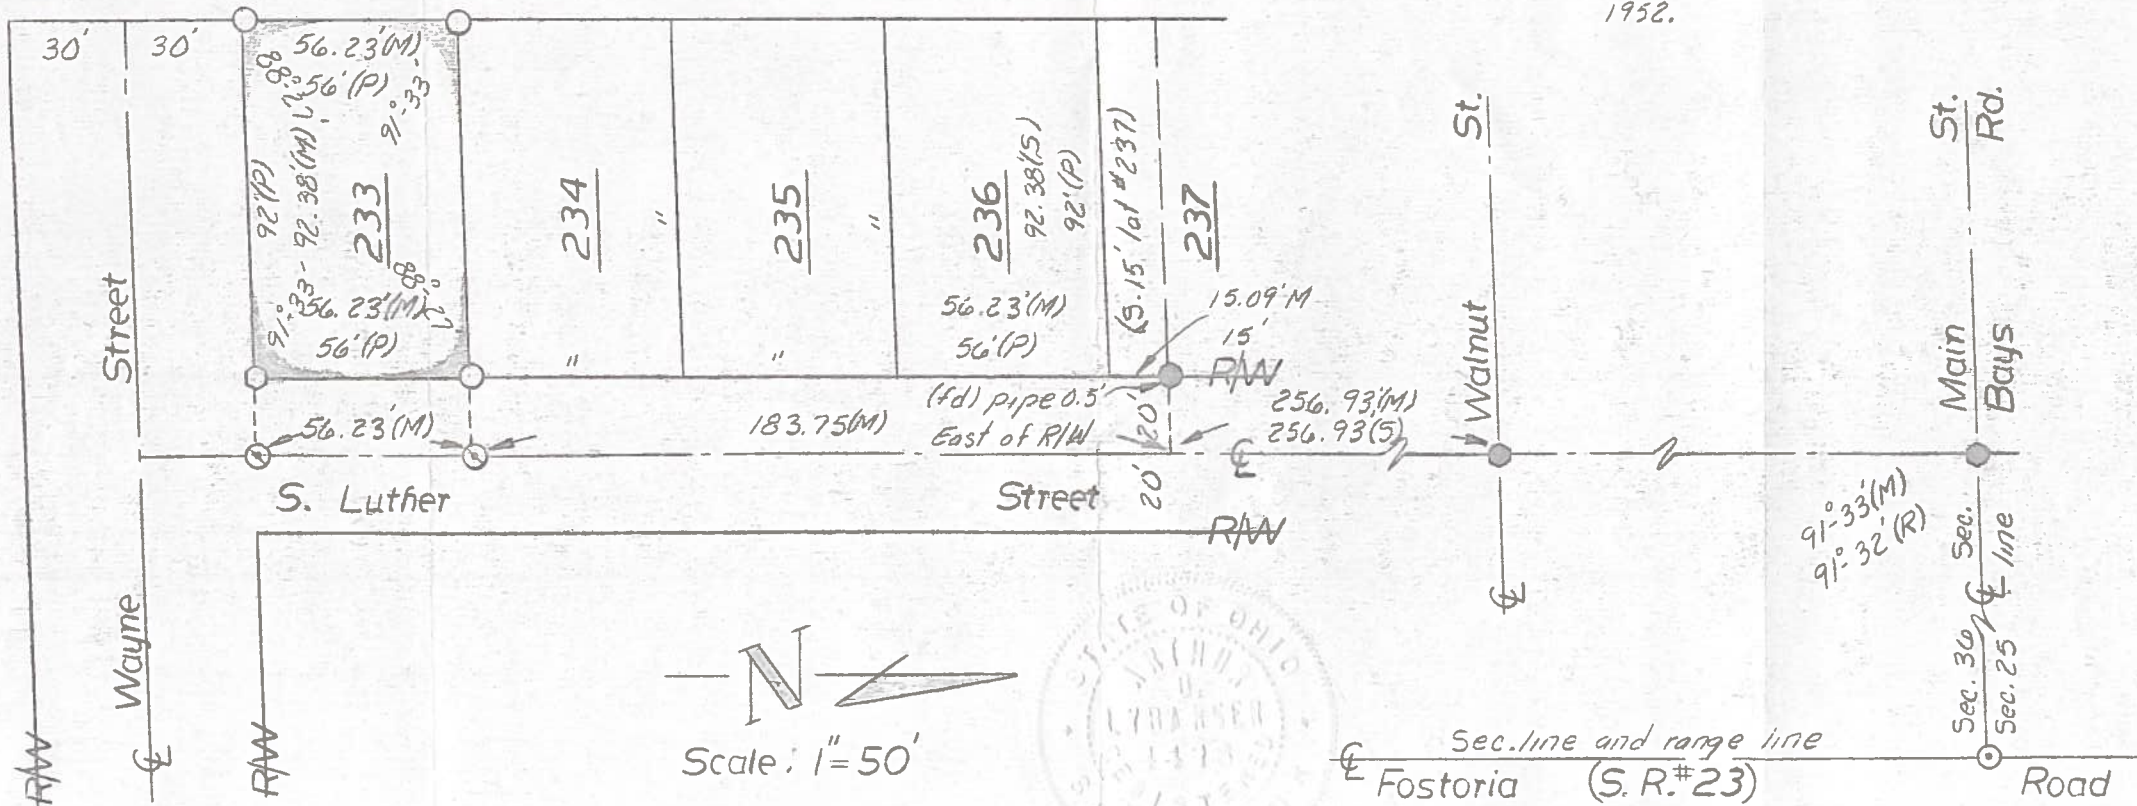 1952.
30'
30'
56.23'(M)
56'(P)
91°-33'
92'(P)
92.38'(M)
233
91°-33'
88°-27'
56.23'(M)
56'(P)
234
"
"
235
"
"
236
92.38'(S)
92'(P)
56.23'(M)
56'(P)
(S. 15' lot #237)
237
15.09'M
15'
R/W
(fd) pipe 0.5'
East of R/W
20'
20'
56.23'(M)
183.75(M)
256.93'(M)
256.93'(S)
℄
S. Luther
Street
R/W
Street
Wayne
R/W
℄
R/W
N
Scale: 1"=50'
STATE OF OHIO
St.
Walnut
℄
St.
Rd.
Main
Bays
91°-33'(M)
91°-32'(R)
Sec.
line
℄
Sec. 36
Sec. 25
Sec. line and range line
℄
Fostoria (S.R.#23) Road